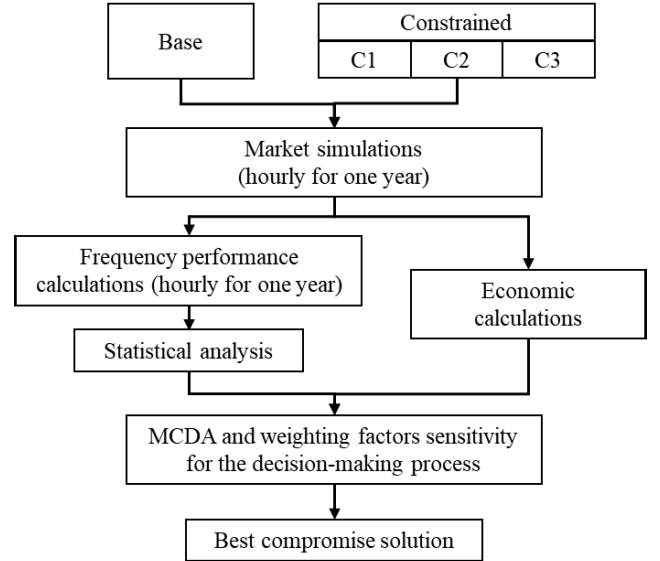 Base
Constrained
C1
C2
C3
Market simulations
(hourly for one year)
Frequency performance
calculations (hourly for one year)
Economic
calculations
Statistical analysis
MCDA and weighting factors sensitivity
for the decision-making process
Best compromise solution